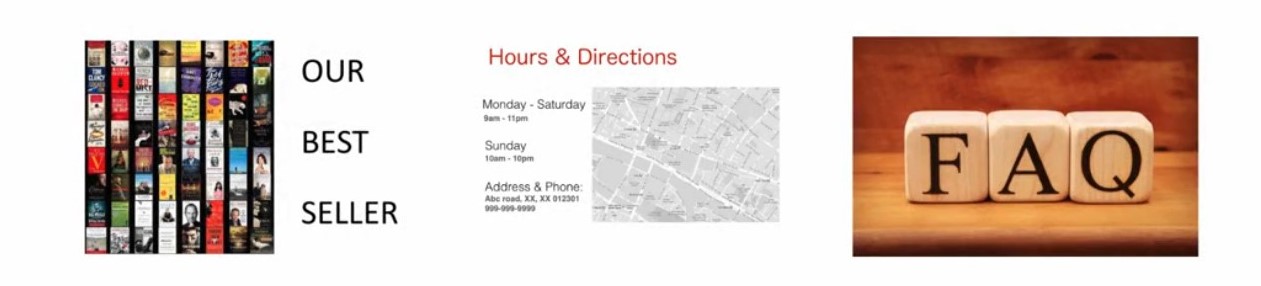 OUR
BEST
SELLER
Hours & Directions
Monday - Saturday
9am - 11pm
Sunday
10am - 10pm
Address & Phone:
Abc road, XX, XX 012301
999-999-9999
FAQ